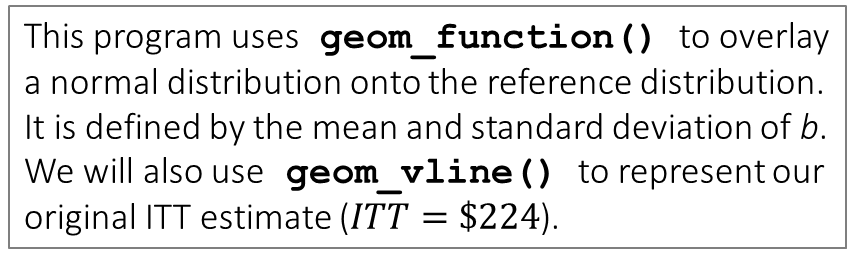 This program uses geom_function() to overlay
a normal distribution onto the reference distribution.
It is defined by the mean and standard deviation of b.
We will also use geom_vline() to represent our
original ITT estimate (ITT = $224).